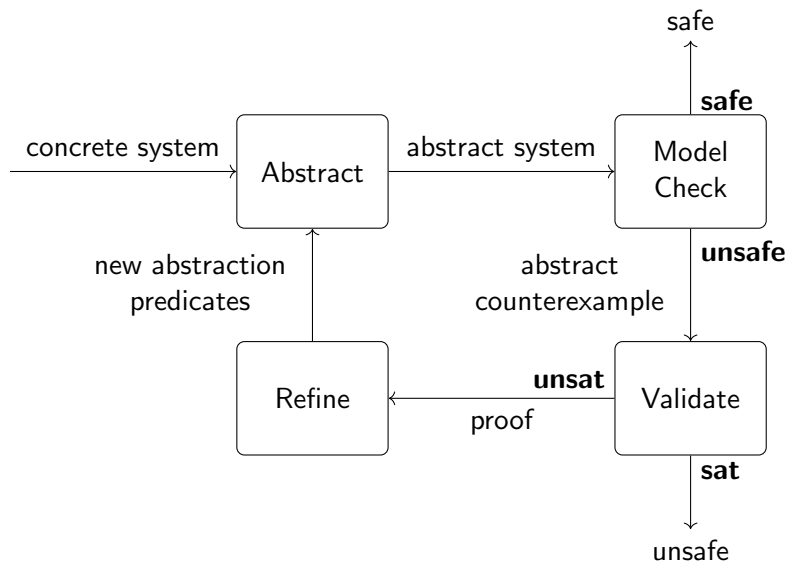 safe
safe
concrete system
Abstract
abstract system
Model
Check
new abstraction
predicates
abstract
counterexample
unsafe
Refine
unsat
proof
Validate
sat
unsafe